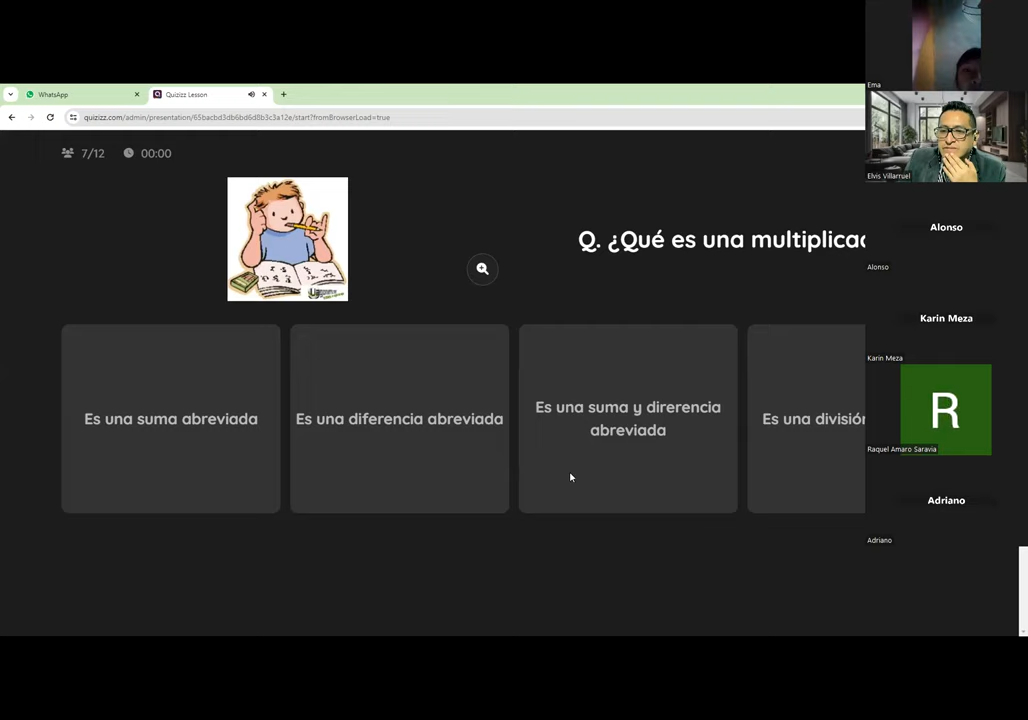 Ema
WhatsApp
Quizizz Lesson
quizizz.com/admin/presentation/65bacbd3db6bd6d8b3c3a12e/start?fromBrowserLoad=true
7/12
00:00
Elvis Villarruel
Q. ¿Qué es una multiplicac
Alonso
Alonso
Karin Meza
Karin Meza
Es una suma abreviada
Es una diferencia abreviada
Es una suma y direrencia
abreviada
Es una división
R
Raquel Amaro Saravia
Adriano
Adriano